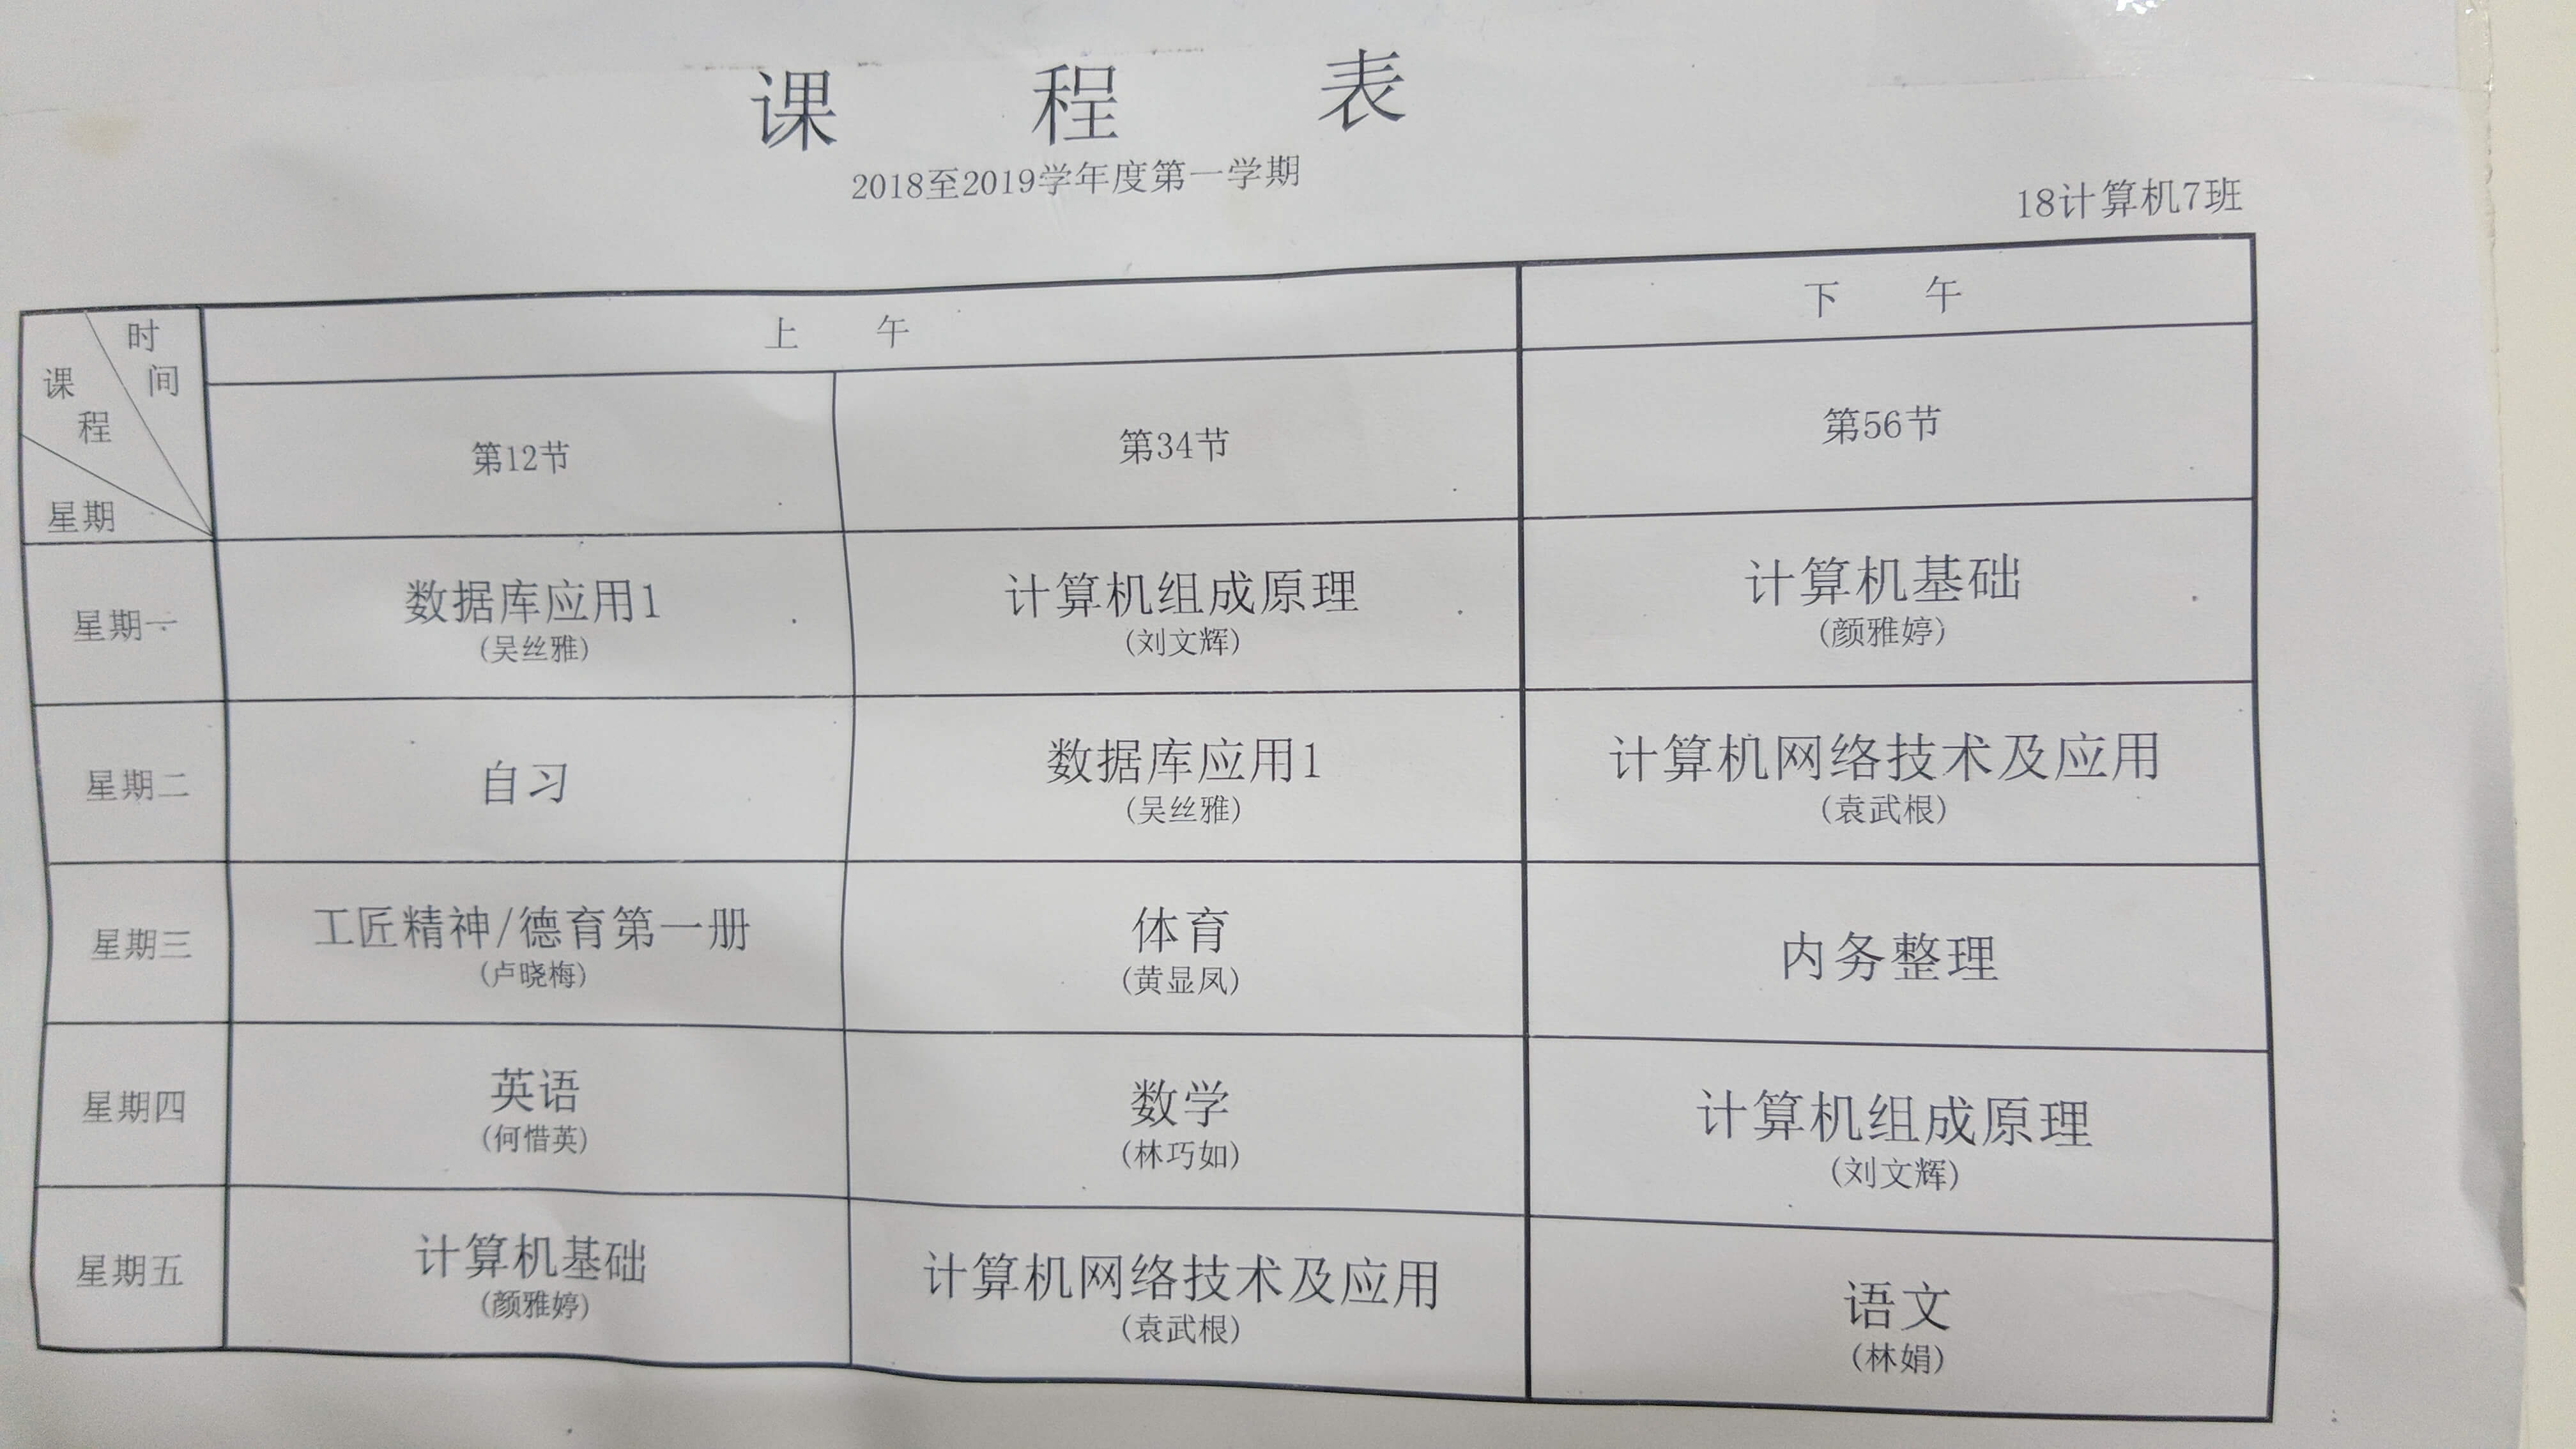 课 程 表
2018至2019学年度第一学期
18计算机7班
时间
课程
星期
上 午
下 午
第12节
第34节
第56节
星期一
数据库应用1
(吴丝雅)
计算机组成原理
(刘文辉)
计算机基础
(颜雅婷)
星期二
自习
数据库应用1
(吴丝雅)
计算机网络技术及应用
(袁武根)
星期三
工匠精神/德育第一册
(卢晓梅)
体育
(黄显凤)
内务整理
星期四
英语
(何惜英)
数学
(林巧如)
计算机组成原理
(刘文辉)
星期五
计算机基础
(颜雅婷)
计算机网络技术及应用
(袁武根)
语文
(林娟)